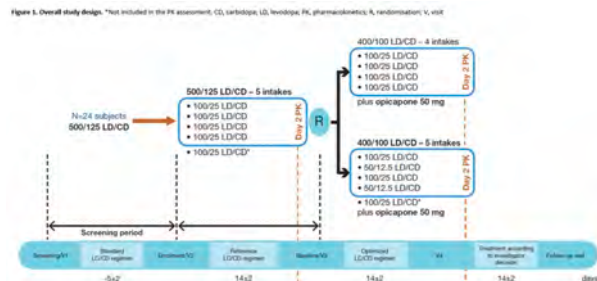 Figure 1. Overall study design. *Not included in the PK assessment; CD, carbidopa; LD, levodopa; PK, pharmacokinetics; R, randomisation; V, visit
N=24 subjects
500/125 LD/CD
500/125 LD/CD – 5 intakes
• 100/25 LD/CD
• 100/25 LD/CD
• 100/25 LD/CD
• 100/25 LD/CD
• 100/25 LD/CD*
Day 2 PK
R
400/100 LD/CD – 4 intakes
• 100/25 LD/CD
• 100/25 LD/CD
• 100/25 LD/CD
• 100/25 LD/CD
Day 2 PK
plus opicapone 50 mg
400/100 LD/CD – 5 intakes
• 100/25 LD/CD
• 50/12.5 LD/CD
• 100/25 LD/CD
• 50/12.5 LD/CD
• 100/25 LD/CD*
Day 2 PK
plus opicapone 50 mg
Screening period
Screening/V1
Standard
LD/CD regimen
Enrolment/V2
Reference
LD/CD regimen
Baseline/V3
Optimized
LD/CD regimen
V4
Treatment according
to investigator
decision
Follow-up visit
-5±2
14±2
14±2
14±2
days